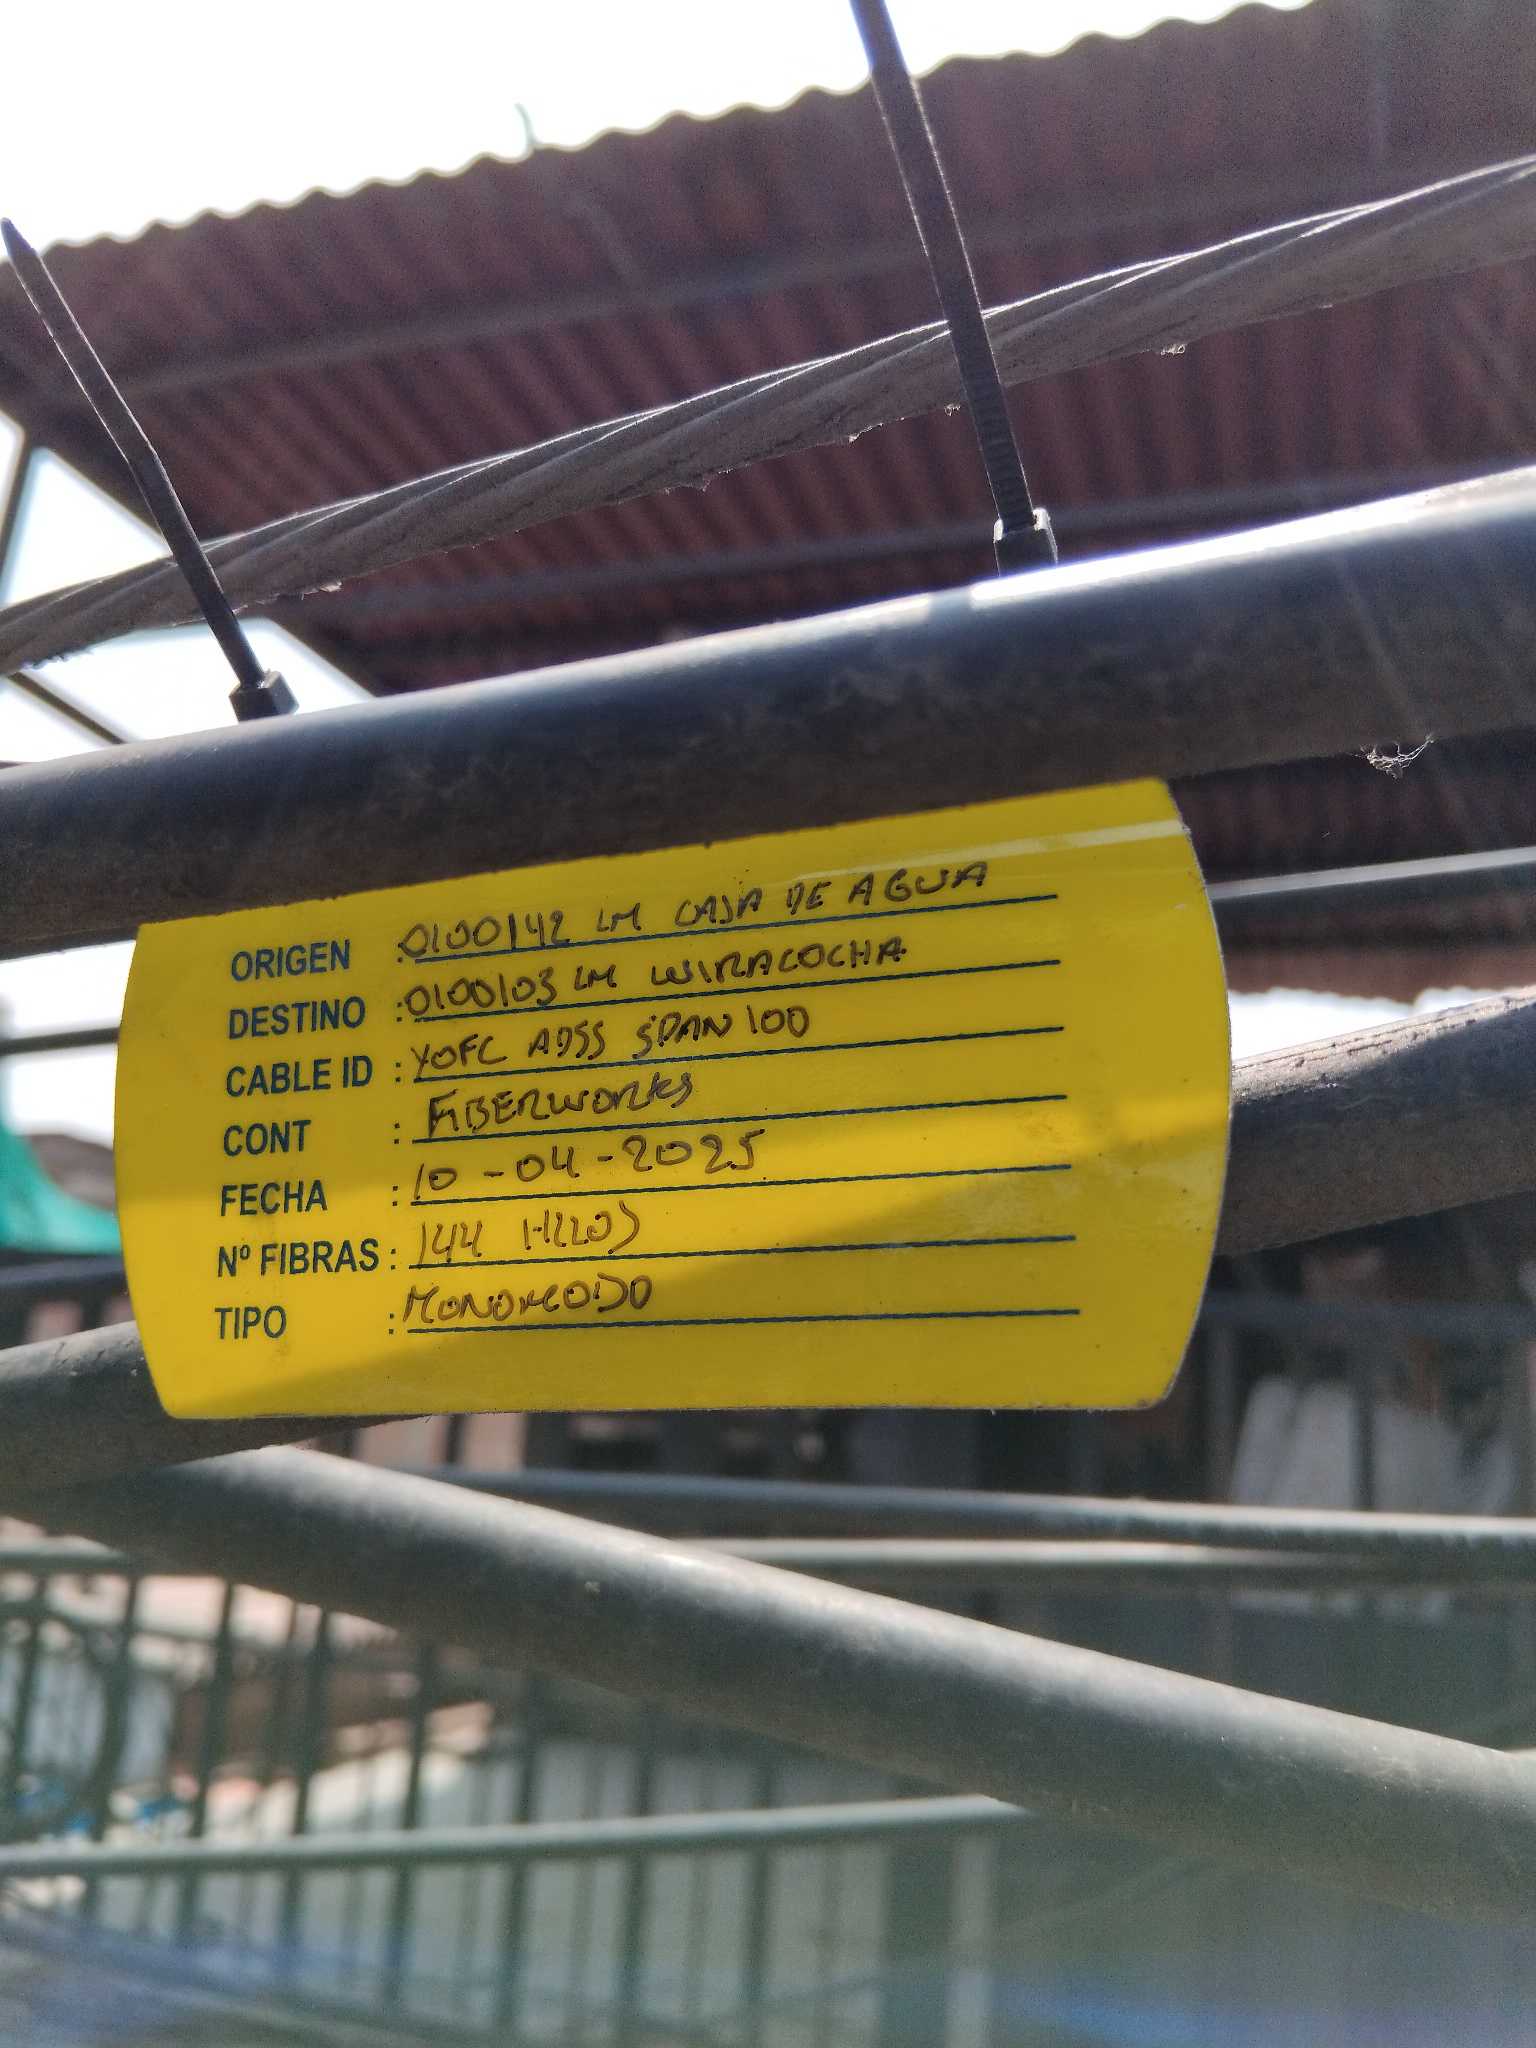 ORIGEN : 0100142 LM CAJA DE AGUA
DESTINO : 0100103 LM WIRACOCHA
CABLE ID : YOFC ADSS SPAN 100
CONT : FIBERWORKS
FECHA : 10-04-2025
Nº FIBRAS : 144 HILOS
TIPO : MONOMODO